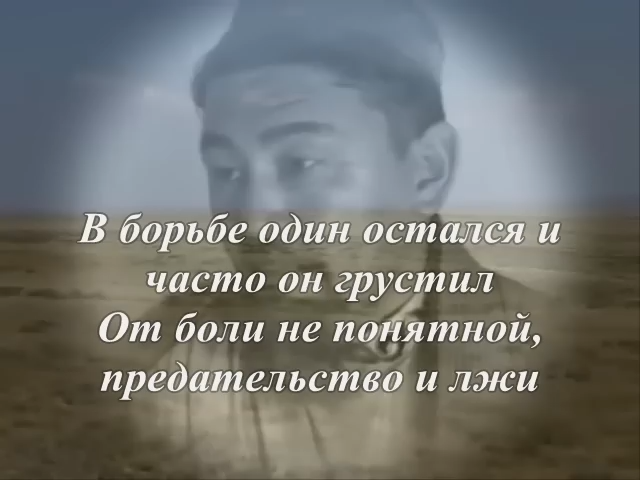 В борьбе один остался и
часто он грустил
От боли не понятной,
предательство и лжи